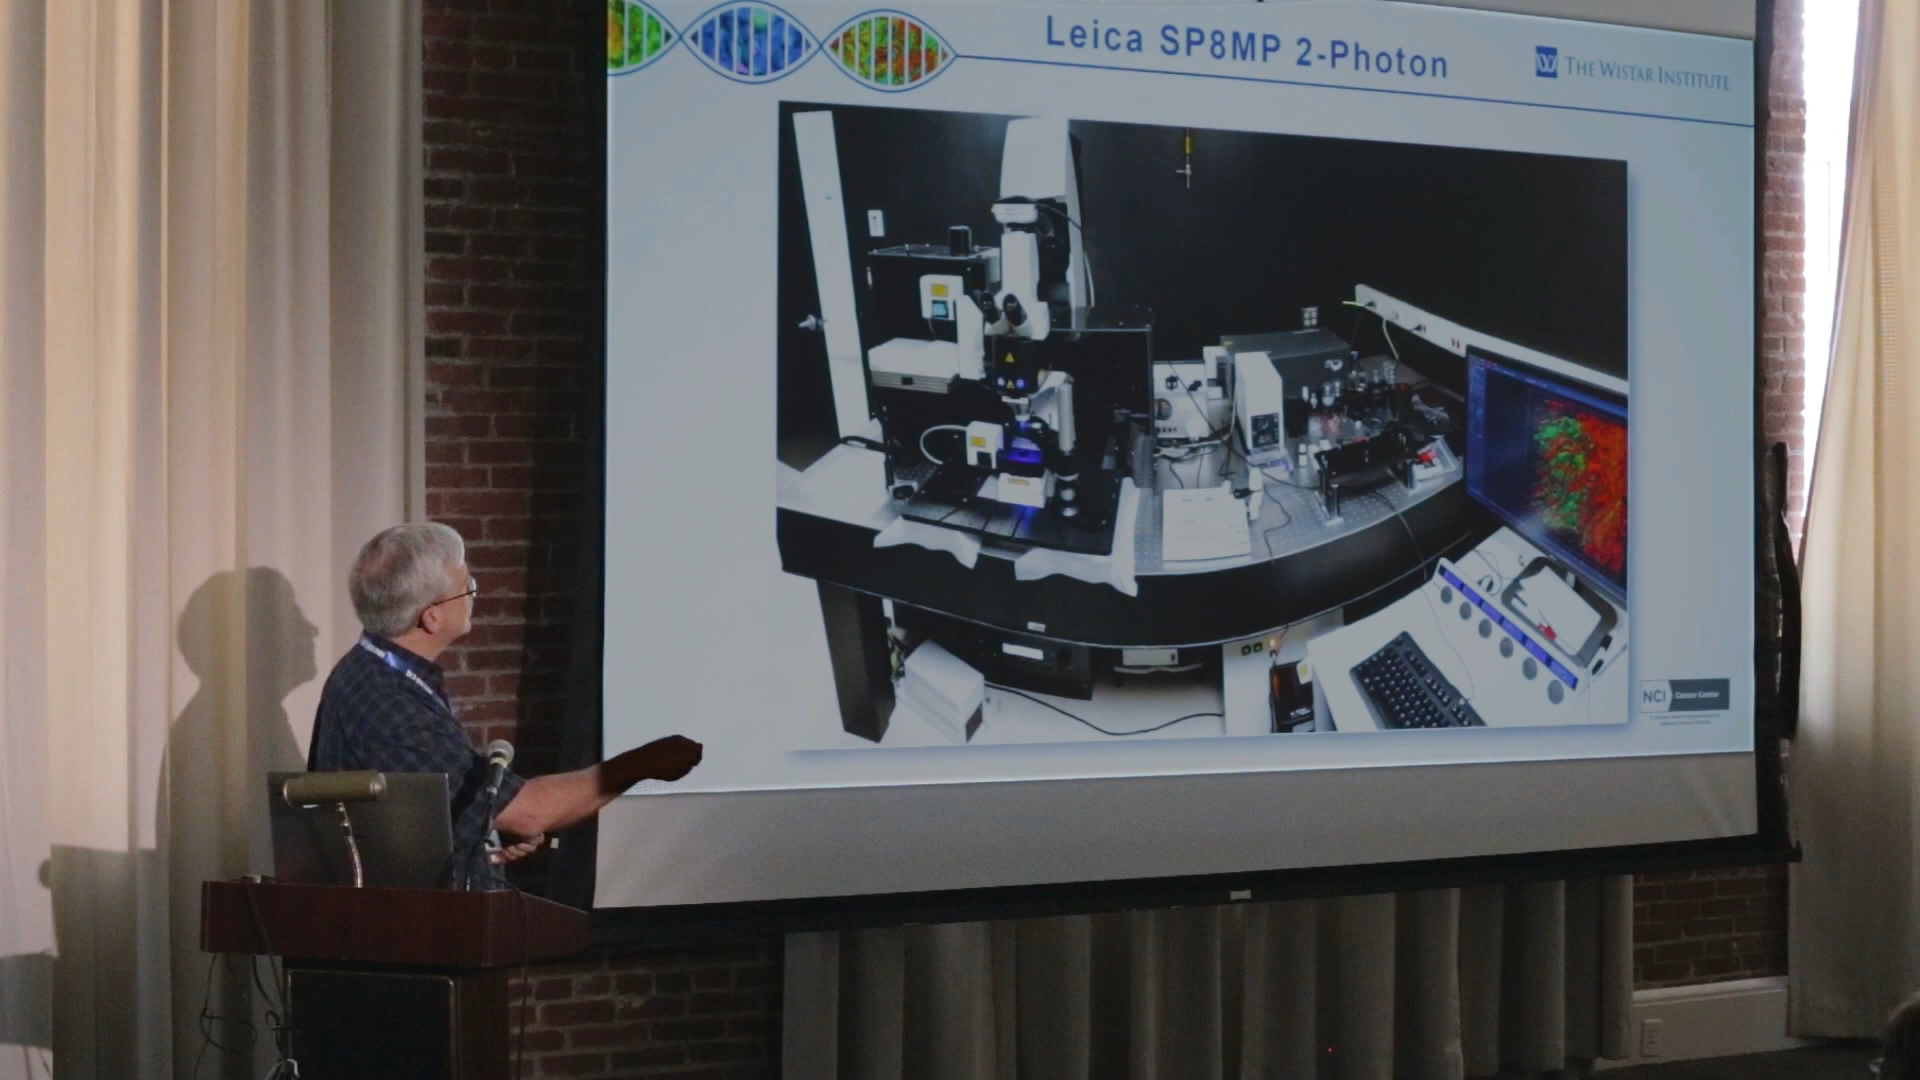 Leica SP8MP 2-Photon
THE WISTAR INSTITUTE
NCI Cancer Center